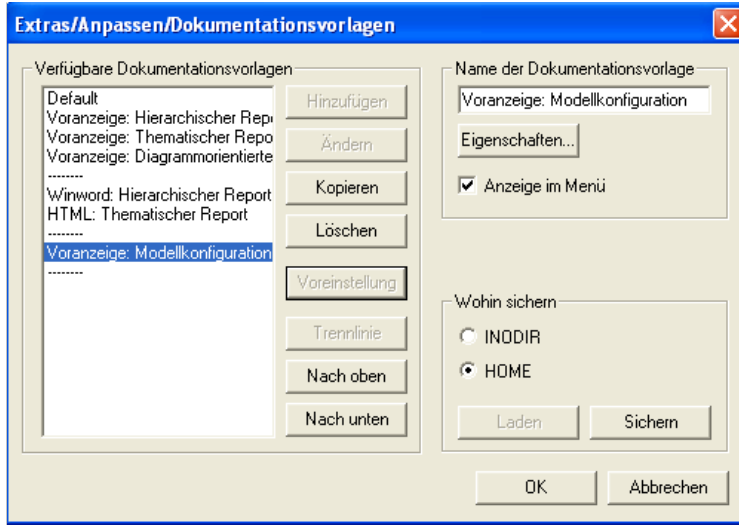 Extras/Anpassen/Dokumentationsvorlagen
Verfügbare Dokumentationsvorlagen
Default
Voranzeige: Hierarchischer Repo
Voranzeige: Thematischer Repo
Voranzeige: Diagrammorientierte
--------
Winword: Hierarchischer Report
HTML: Thematischer Report
--------
Voranzeige: Modellkonfiguration
--------
Hinzufügen
Ändern
Kopieren
Löschen
Voreinstellung
Trennlinie
Nach oben
Nach unten
Name der Dokumentationsvorlage
Voranzeige: Modellkonfiguration
Eigenschaften...
Anzeige im Menü
Wohin sichern
INODIR
HOME
Laden Sichern
OK Abbrechen